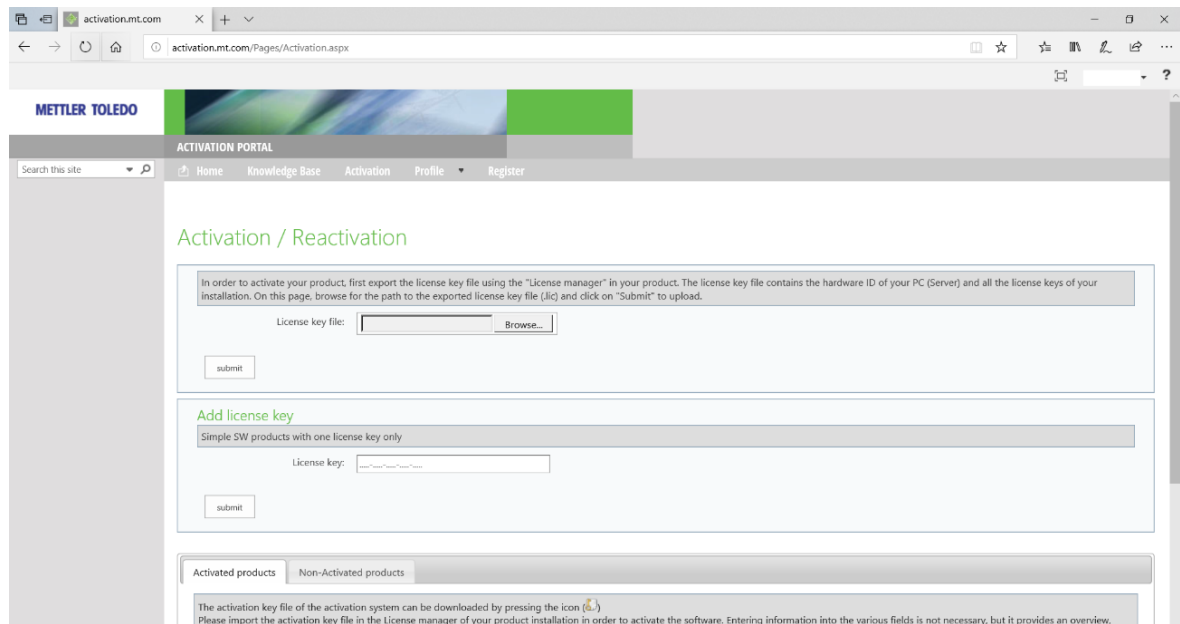 activation.mt.com
activation.mt.com/Pages/Activation.aspx
?
METTLER TOLEDO
ACTIVATION PORTAL
Search this site
Home Knowledge Base Activation Profile Register
Activation / Reactivation
In order to activate your product, first export the license key file using the "License manager" in your product. The license key file contains the hardware ID of your PC (Server) and all the license keys of your
installation. On this page, browse for the path to the exported license key file (.lic) and click on "Submit" to upload.
License key file: Browse...
submit
Add license key
Simple SW products with one license key only
License key: .....-.....-.....-.....-.....
submit
Activated products Non-Activated products
The activation key file of the activation system can be downloaded by pressing the icon ( )
Please import the activation key file in the License manager of your product installation in order to activate the software. Entering information into the various fields is not necessary, but it provides an overview.